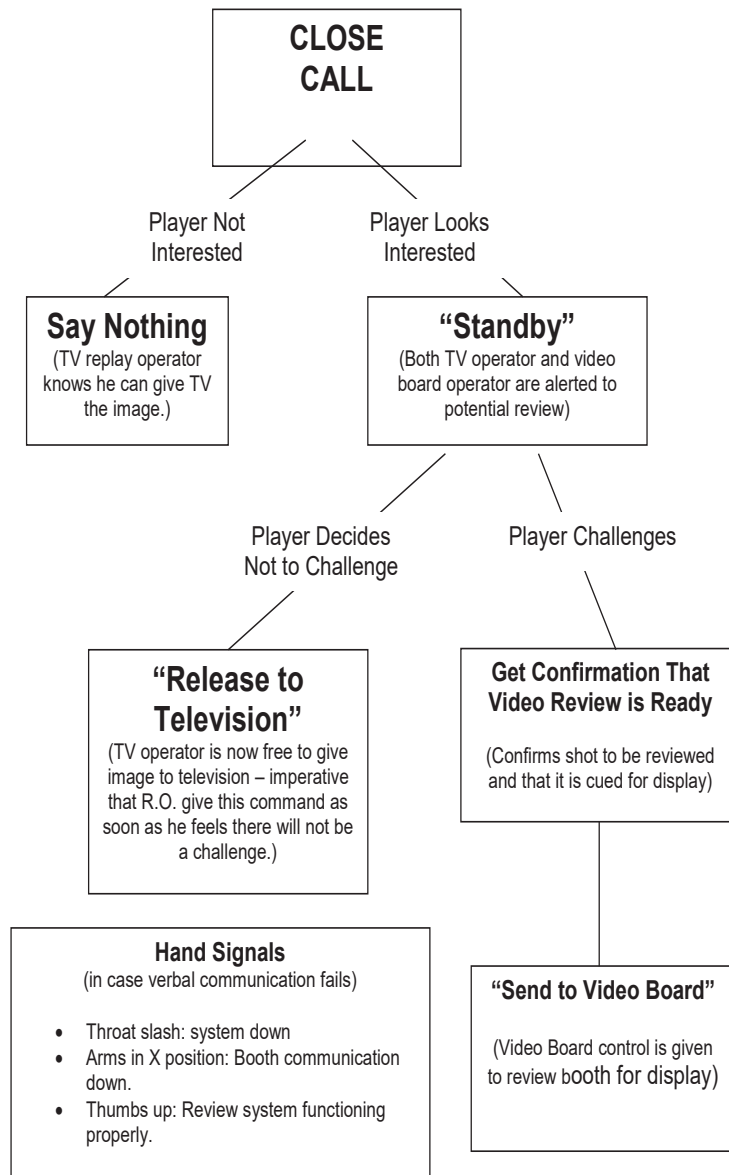 CLOSE
CALL
Player Not
Interested
Player Looks
Interested
Say Nothing
(TV replay operator
knows he can give TV
the image.)
“Standby”
(Both TV operator and video
board operator are alerted to
potential review)
Player Decides
Not to Challenge
Player Challenges
“Release to
Television”
(TV operator is now free to give
image to television – imperative
that R.O. give this command as
soon as he feels there will not be
a challenge.)
Get Confirmation That
Video Review is Ready
(Confirms shot to be reviewed
and that it is cued for display)
Hand Signals
(in case verbal communication fails)
• Throat slash: system down
• Arms in X position: Booth communication
down.
• Thumbs up: Review system functioning
properly.
“Send to Video Board”
(Video Board control is given
to review booth for display)